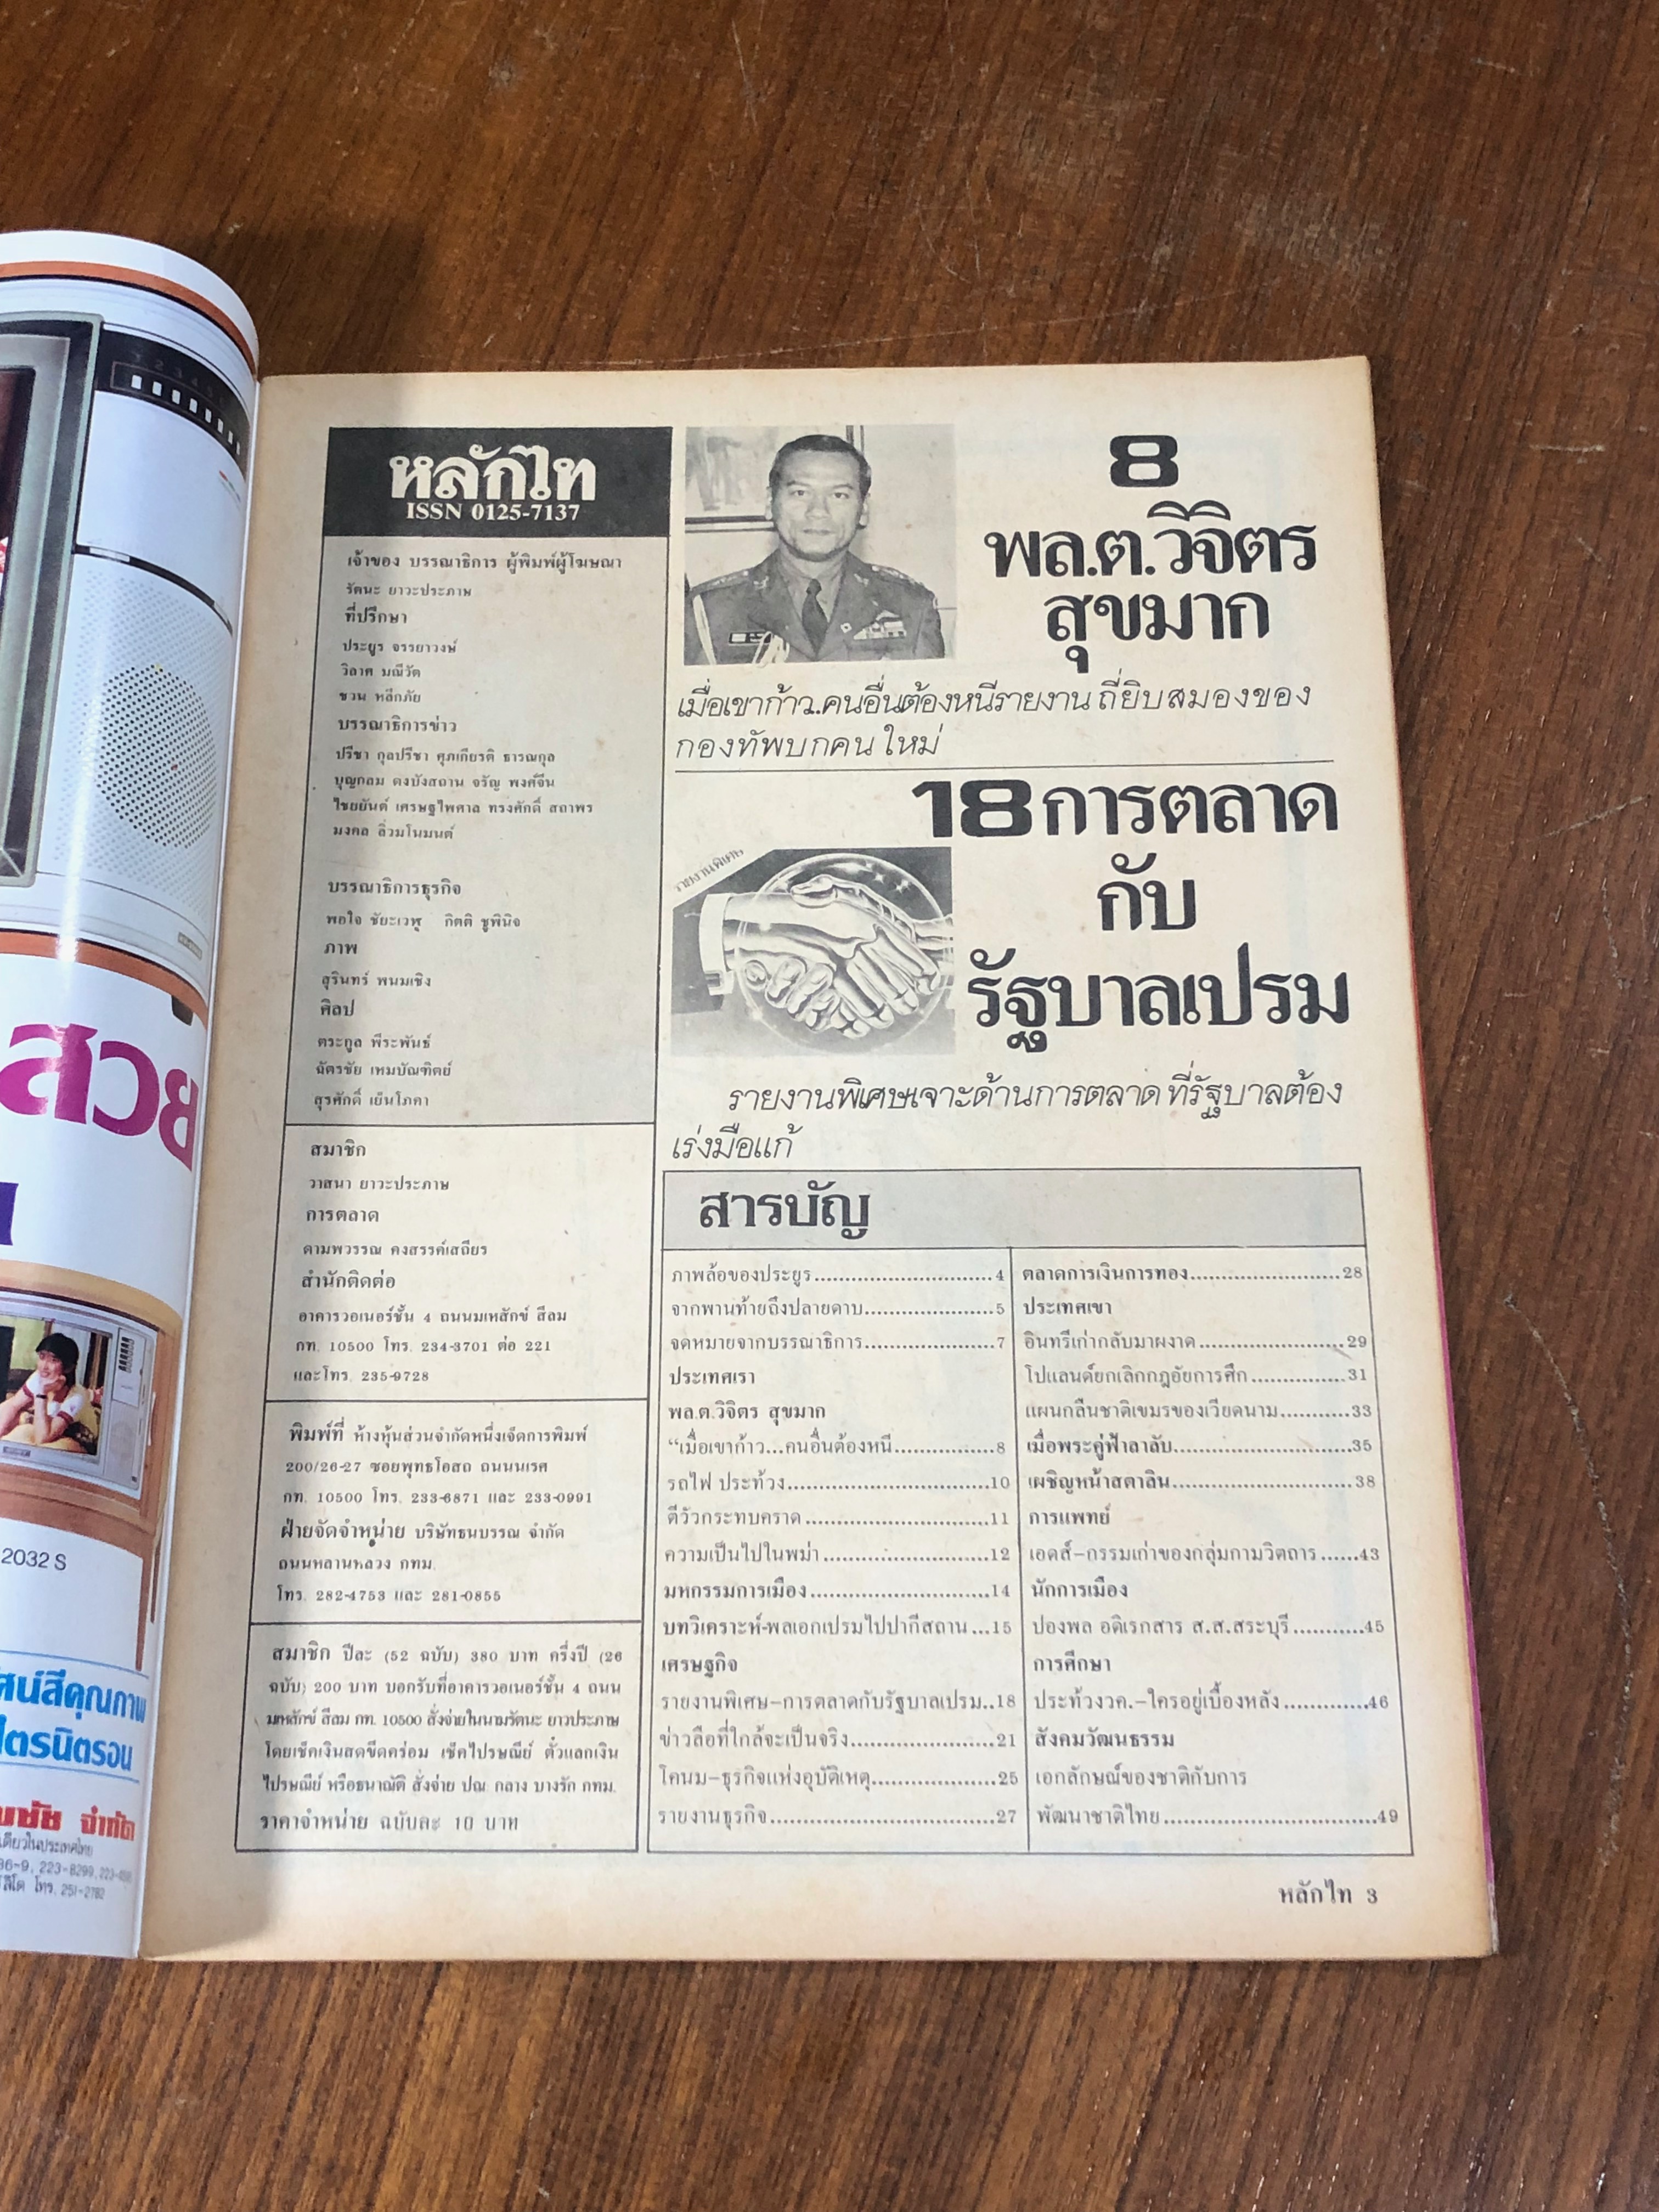 หลักไท
ISSN 0125-7137
เจ้าของ บรรณาธิการ ผู้พิมพ์ผู้โฆษณา
รัตนะ ยาวะประภาษ
ที่ปรึกษา
ประยูร จรรยาวงษ์
วิลาศ มณีวัต
ชวน หลีกภัย
บรรณาธิการข่าว
ปรีชา กุลปรีชา ศุภเกียรติ ธารณกุล
บุญกลม ดงบังสถาน จรัญ พงศ์จีน
ไชยยันต์ เศรษฐไพศาล ทรงศักดิ์ สถาพร
มงคล ลิ่วมโนมนต์
บรรณาธิการธุรกิจ
พอใจ ชัยะเวฬุ กิตติ ชูพินิจ
ภาพ
สุรินทร์ พนมเชิง
ศิลป
ตระกูล พีระพันธ์
ฉัตรชัย เหมบัณฑิตย์
สุรศักดิ์ เย็นโภคา
สมาชิก
วาสนา ยาวะประภาษ
การตลาด
ดามพวรรณ คงสรรค์เสถียร
สำนักติดต่อ
อาคารวอเนอร์ชั้น 4 ถนนมเหสักข์ สีลม
กท. 10500 โทร. 234-3701 ต่อ 221
และโทร. 235-9728
พิมพ์ที่ ห้างหุ้นส่วนจำกัดหนึ่งเจ็ดการพิมพ์
200/26-27 ซอยพุทธโอสถ ถนนนเรศ
กท. 10500 โทร. 233-6871 และ 233-0991
ฝ่ายจัดจำหน่าย บริษัทธนบรรณ จำกัด
ถนนหลานหลวง กทม.
โทร. 282-4753 และ 281-0855
สมาชิก ปีละ (52 ฉบับ) 380 บาท ครึ่งปี (26
ฉบับ) 200 บาท บอกรับที่อาคารวอเนอร์ชั้น 4 ถนน
มเหสักข์ สีลม กท. 10500 สั่งจ่ายในนามรัตนะ ยาวประภาษ
โดยเช็คเงินสดขีดคร่อม เช็คไปรษณีย์ ตั๋วแลกเงิน
ไปรษณีย์ หรือธนาณัติ สั่งจ่าย ปณ. กลาง บางรัก กทม.
ราคาจำหน่าย ฉบับละ 10 บาท
8
พล.ต.วิจิตร
สุขมาก
เมื่อเขาก้าว..คนอื่นต้องหนีรายงาน ถี่ยิบสมองของ
กองทัพบกคนใหม่
18 การตลาด
กับ
รัฐบาลเปรม
รายงานพิเศษ
รายงานพิเศษเจาะด้านการตลาด ที่รัฐบาลต้อง
เร่งมือแก้
สารบัญ
ภาพล้อของประยูร................................4
จากพานท้ายถึงปลายดาบ.......................5
จดหมายจากบรรณาธิการ.......................7
ประเทศเรา
พล.ต.วิจิตร สุขมาก
“เมื่อเขาก้าว...คนอื่นต้องหนี..................8
รถไฟ ประท้วง....................................10
ตีวัวกระทบคราด................................11
ความเป็นไปในพม่า.............................12
มหกรรมการเมือง................................14
บทวิเคราะห์-พลเอกเปรมไปปากีสถาน...15
เศรษฐกิจ
รายงานพิเศษ-การตลาดกับรัฐบาลเปรม..18
ข่าวลือที่ใกล้จะเป็นจริง.........................21
โคนม-ธุรกิจแห่งอุบัติเหตุ.....................25
รายงานธุรกิจ.......................................27
ตลาดการเงินการทอง...........................28
ประเทศเขา
อินทรีเก่ากลับมาผงาด..........................29
โปแลนด์ยกเลิกกฎอัยการศึก................31
แผนกลืนชาติเขมรของเวียดนาม............33
เมื่อพระคู่ฟ้าลาลับ................................35
เผชิญหน้าสตาลิน................................38
การแพทย์
เอดส์-กรรมเก่าของกลุ่มกามวิตถาร......43
นักการเมือง
ปองพล อดิเรกสาร ส.ส.สระบุรี............45
การศึกษา
ประท้วงวค.-ใครอยู่เบื้องหลัง...............46
สังคมวัฒนธรรม
เอกลักษณ์ของชาติกับการ
พัฒนาชาติไทย....................................49
หลักไท 3
สวย
2032 S